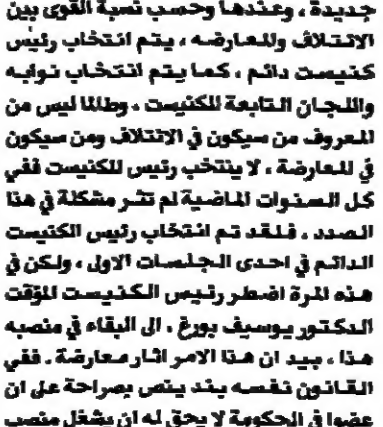 جديدة ، وعندها وحسب نسبة القوى بين
الائتلاف وللعارضه ، يتم انتخاب رئيس
كنيست دائم ، كما يتم انتخاب نوابه
واللجان التابعة للكنيست . وطالما ليس من
المعروف من سيكون في الائتلاف ومن سيكون
في للعارضة ، لا ينتخب رئيس للكنيست ففي
كل السنوات الماضية لم تثر مشكلة في هذا
الصدد . فلقد تم انتخاب رئيس الكنيست
الدائم في احدى الجلسات الاولى ، ولكن في
هذه المرة اضطر رئيس الكنيست المؤقت
الدكتور يوسيف بورغ . الى البقاء في منصبه
هذا ، بيد ان هذا الامر اثار معارضة . ففي
القانون نفسه بند ينص بصراحة على ان
عضوا في الحكومة لا يحق له ان يشغل منصب